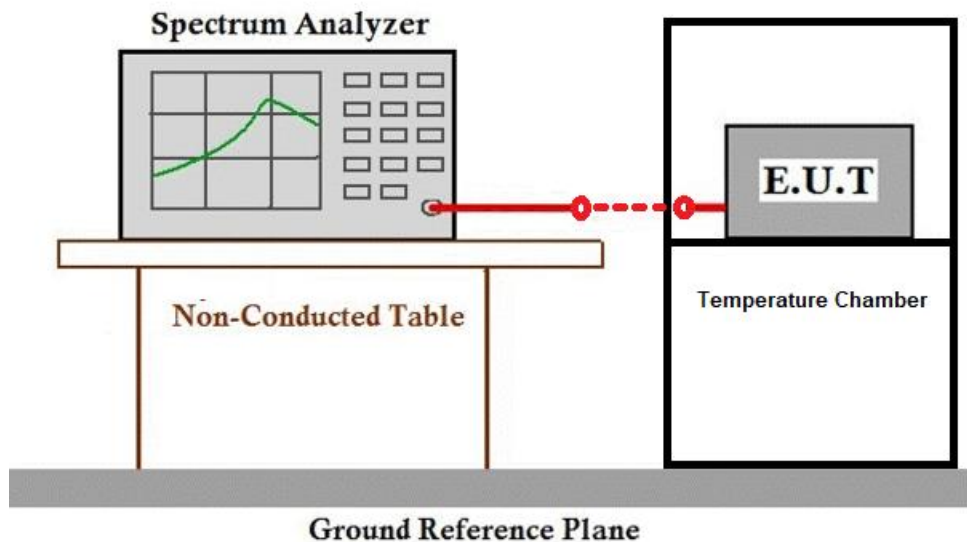 Spectrum Analyzer
E.U.T
Temperature Chamber
Non-Conducted Table
Ground Reference Plane